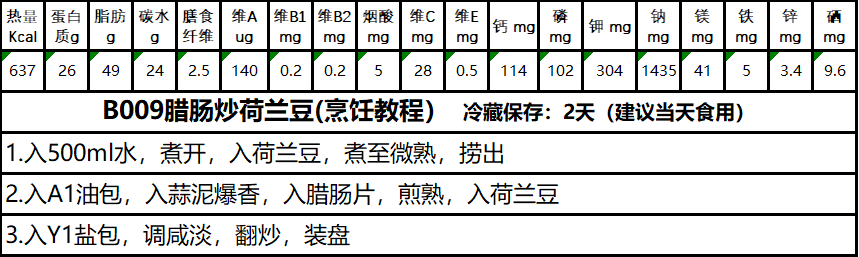 热量Kcal 蛋白质g 脂肪g 碳水g 膳食纤维 维A ug 维B1 mg 维B2 mg 烟酸 mg 维C mg 维E mg 钙 mg 磷 mg 钾 mg 钠 mg 镁 mg 铁 mg 锌 mg 硒 mg
637 26 49 24 2.5 140 0.2 0.2 5 28 0.5 114 102 304 1435 41 5 3.4 9.6
B009腊肠炒荷兰豆(烹饪教程) 冷藏保存：2天（建议当天食用）
1.入500ml水，煮开，入荷兰豆，煮至微熟，捞出
2.入A1油包，入蒜泥爆香，入腊肠片，煎熟，入荷兰豆
3.入Y1盐包，调咸淡，翻炒，装盘